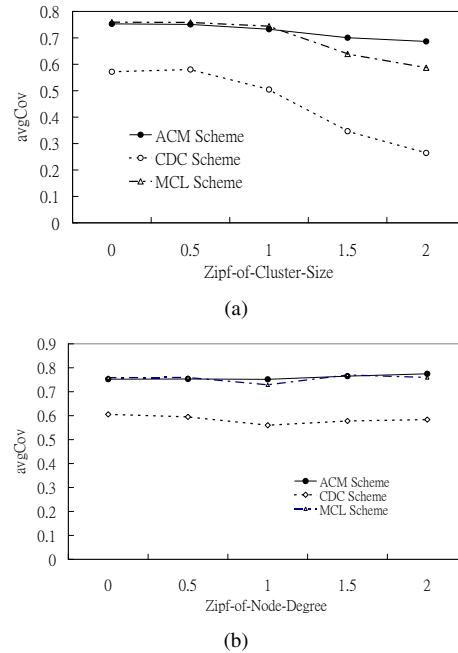 0.8
0.7
0.6
0.5
0.4
0.3
0.2
0.1
0
avgCov
ACM Scheme
CDC Scheme
MCL Scheme
0 0.5 1 1.5 2
Zipf-of-Cluster-Size
(a)
0.9
0.8
0.7
0.6
0.5
0.4
0.3
0.2
0.1
0
avgCov
ACM Scheme
CDC Scheme
MCL Scheme
0 0.5 1 1.5 2
Zipf-of-Node-Degree
(b)